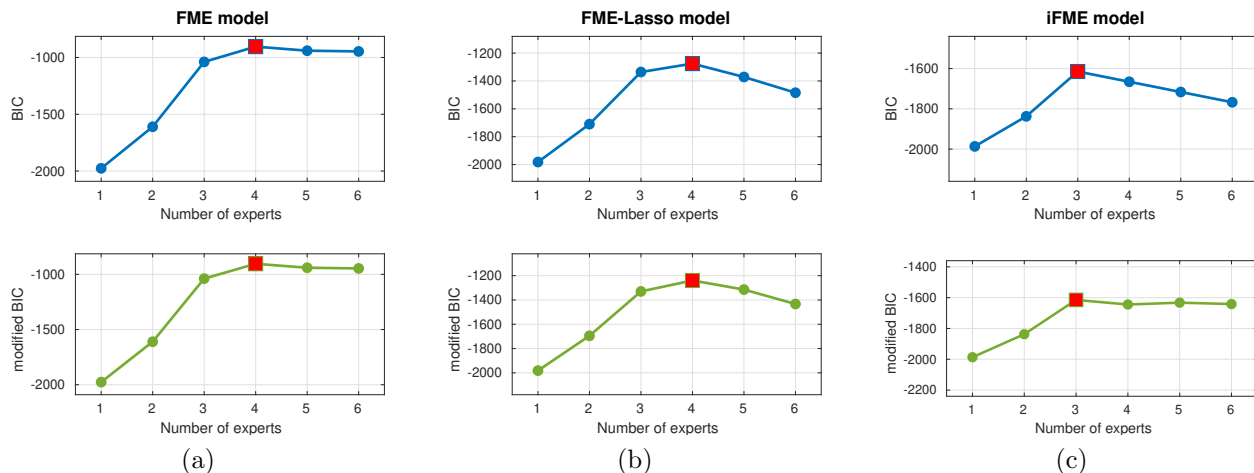 FME model
BIC
-1000
-1500
-2000
1 2 3 4 5 6
Number of experts
FME-Lasso model
BIC
-1200
-1400
-1600
-1800
-2000
1 2 3 4 5 6
Number of experts
iFME model
BIC
-1600
-1800
-2000
1 2 3 4 5 6
Number of experts
modified BIC
-1000
-1500
-2000
1 2 3 4 5 6
Number of experts
(a)
modified BIC
-1200
-1400
-1600
-1800
-2000
1 2 3 4 5 6
Number of experts
(b)
modified BIC
-1400
-1600
-1800
-2000
-2200
1 2 3 4 5 6
Number of experts
(c)